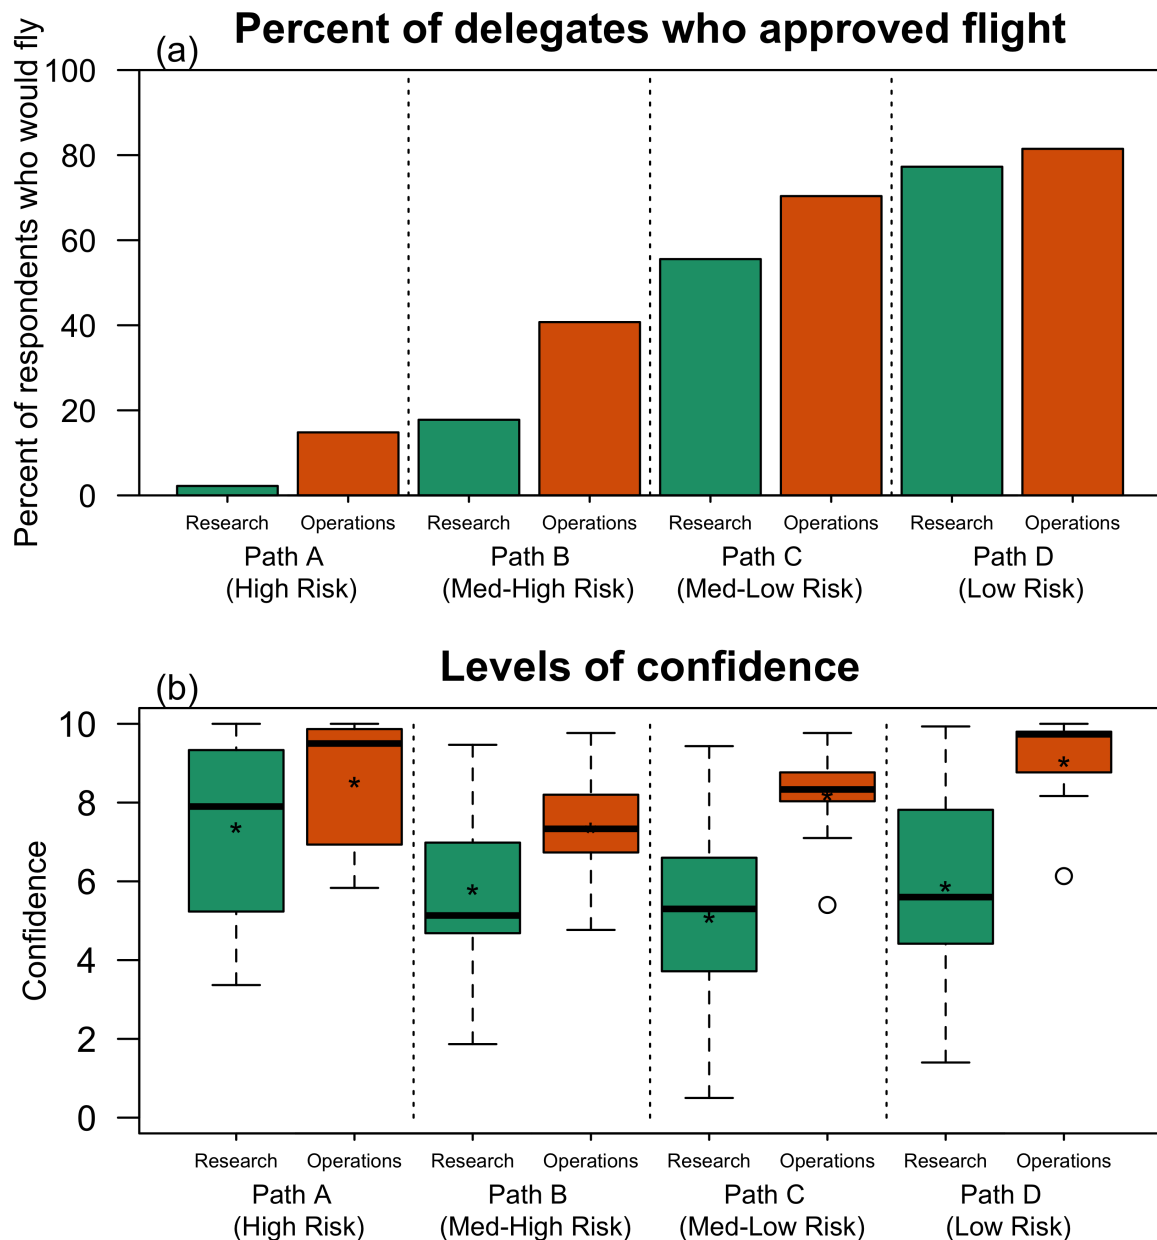 Percent of delegates who approved flight
(a)
Percent of respondents who would fly
100
80
60
40
20
0
Research Operations Research Operations Research Operations Research Operations
Path A Path B Path C Path D
(High Risk) (Med-High Risk) (Med-Low Risk) (Low Risk)
Levels of confidence
(b)
Confidence
10
8
6
4
2
0
Research Operations Research Operations Research Operations Research Operations
Path A Path B Path C Path D
(High Risk) (Med-High Risk) (Med-Low Risk) (Low Risk)